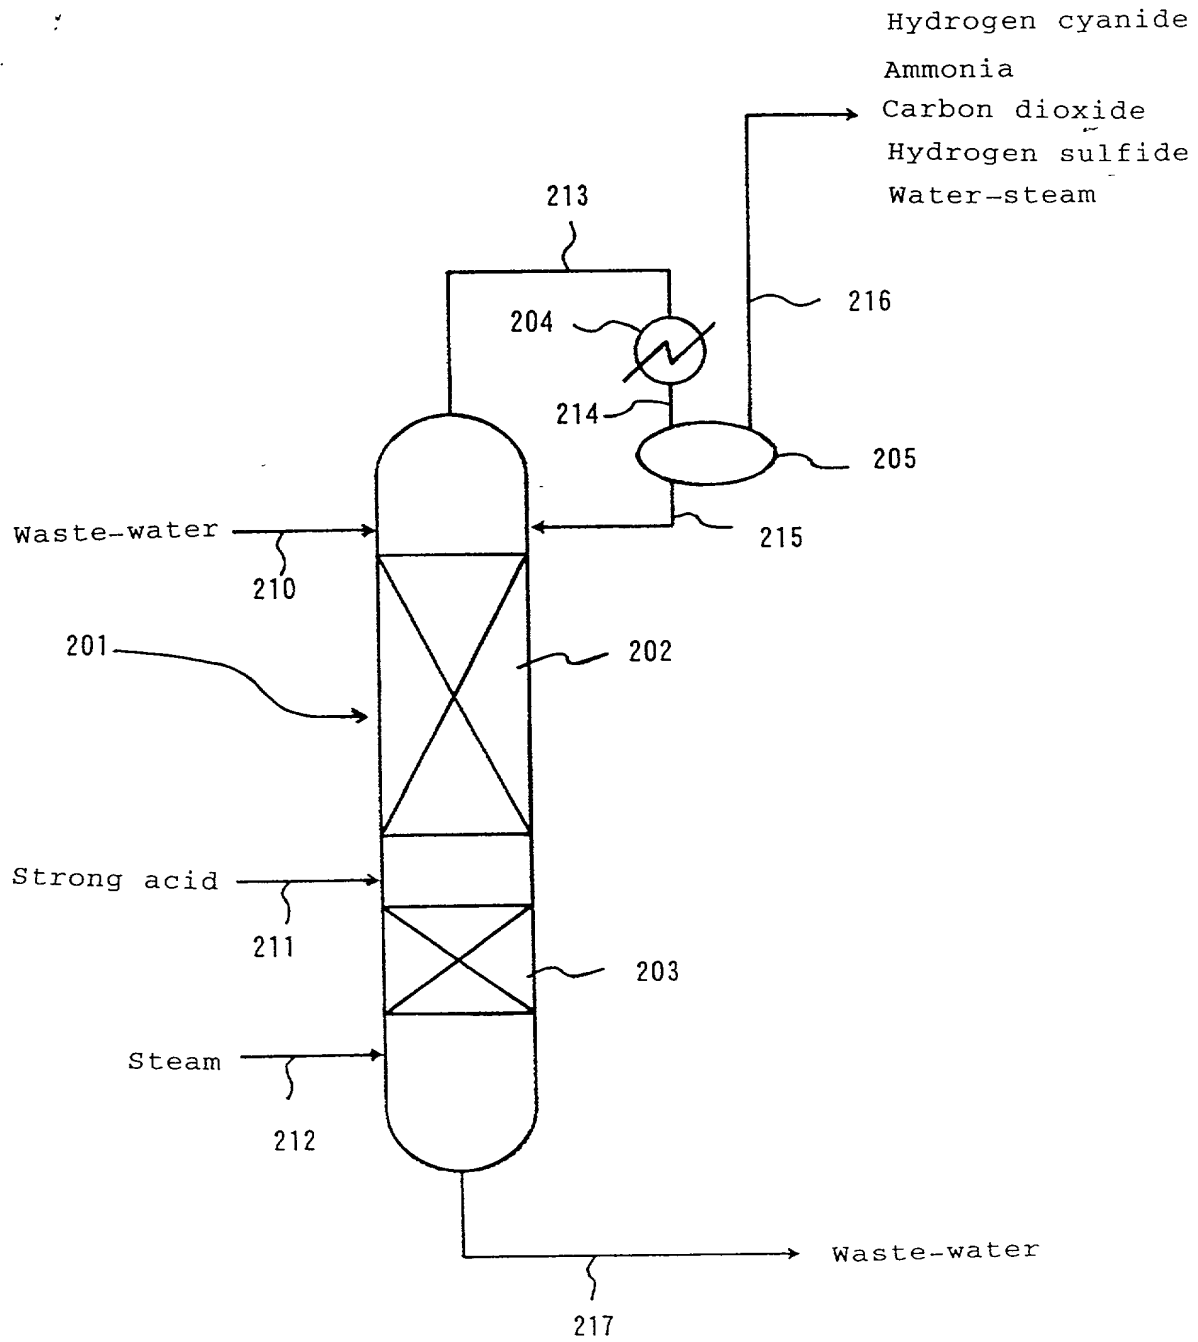 Hydrogen cyanide
Ammonia
Carbon dioxide
Hydrogen sulfide
Water-steam
213
216
204
214
205
Waste-water
215
210
201
202
Strong acid
211
203
Steam
212
Waste-water
217